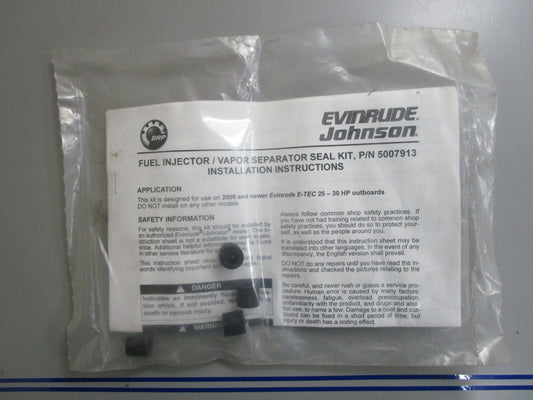 BRP
EVINRUDE
Johnson
FUEL INJECTOR / VAPOR SEPARATOR SEAL KIT, P/N 5007913
INSTALLATION INSTRUCTIONS
APPLICATION
This kit is designed for use on 2009 and newer Evinrude E-TEC 25 – 30 HP outboards.
DO NOT install on any other models.
SAFETY INFORMATION
For safety reasons, this kit should be installed by
an authorized Evinrude®/Johnson® dealer. This in-
struction sheet is not a substitute for work experi-
ence. Additional helpful information found
in other service literature
This instruction sheet uses signal
words identifying important
DANGER
Indicates an imminently
tion which, if not avoided,
death or serious injury.
WARNING
Always follow common shop safety practices. If
you have not had training related to common shop
safety practices, you should do so to protect your-
self, as well as the people around you.
It is understood that this instruction sheet may be
translated into other languages. In the event of any
discrepancy, the English version shall prevail.
DO NOT do any repairs until you have read the in-
structions and checked the pictures relating to the
repairs.
Be careful, and never rush or guess a service pro-
cedure. Human error is caused by many factors:
carelessness, fatigue, overload, preoccupation,
unfamiliarity with the product, and drugs and alco
hol use, to name a few. Damage to a boat and out-
board can be fixed in a short period of time, but
injury or death has a lasting effect.